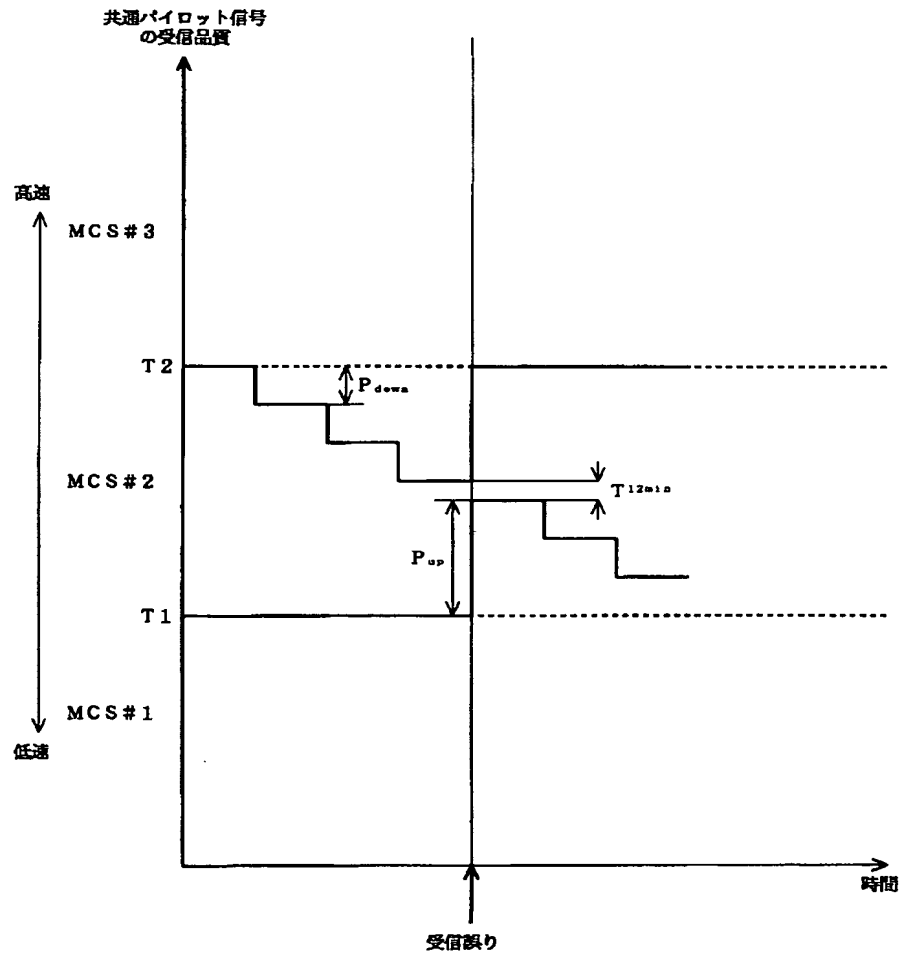 共通パイロット信号
の受信品質
高速
MCS#3
T2
Pdown
MCS#2
T12min
Pup
T1
MCS#1
低速
時間
受信誤り